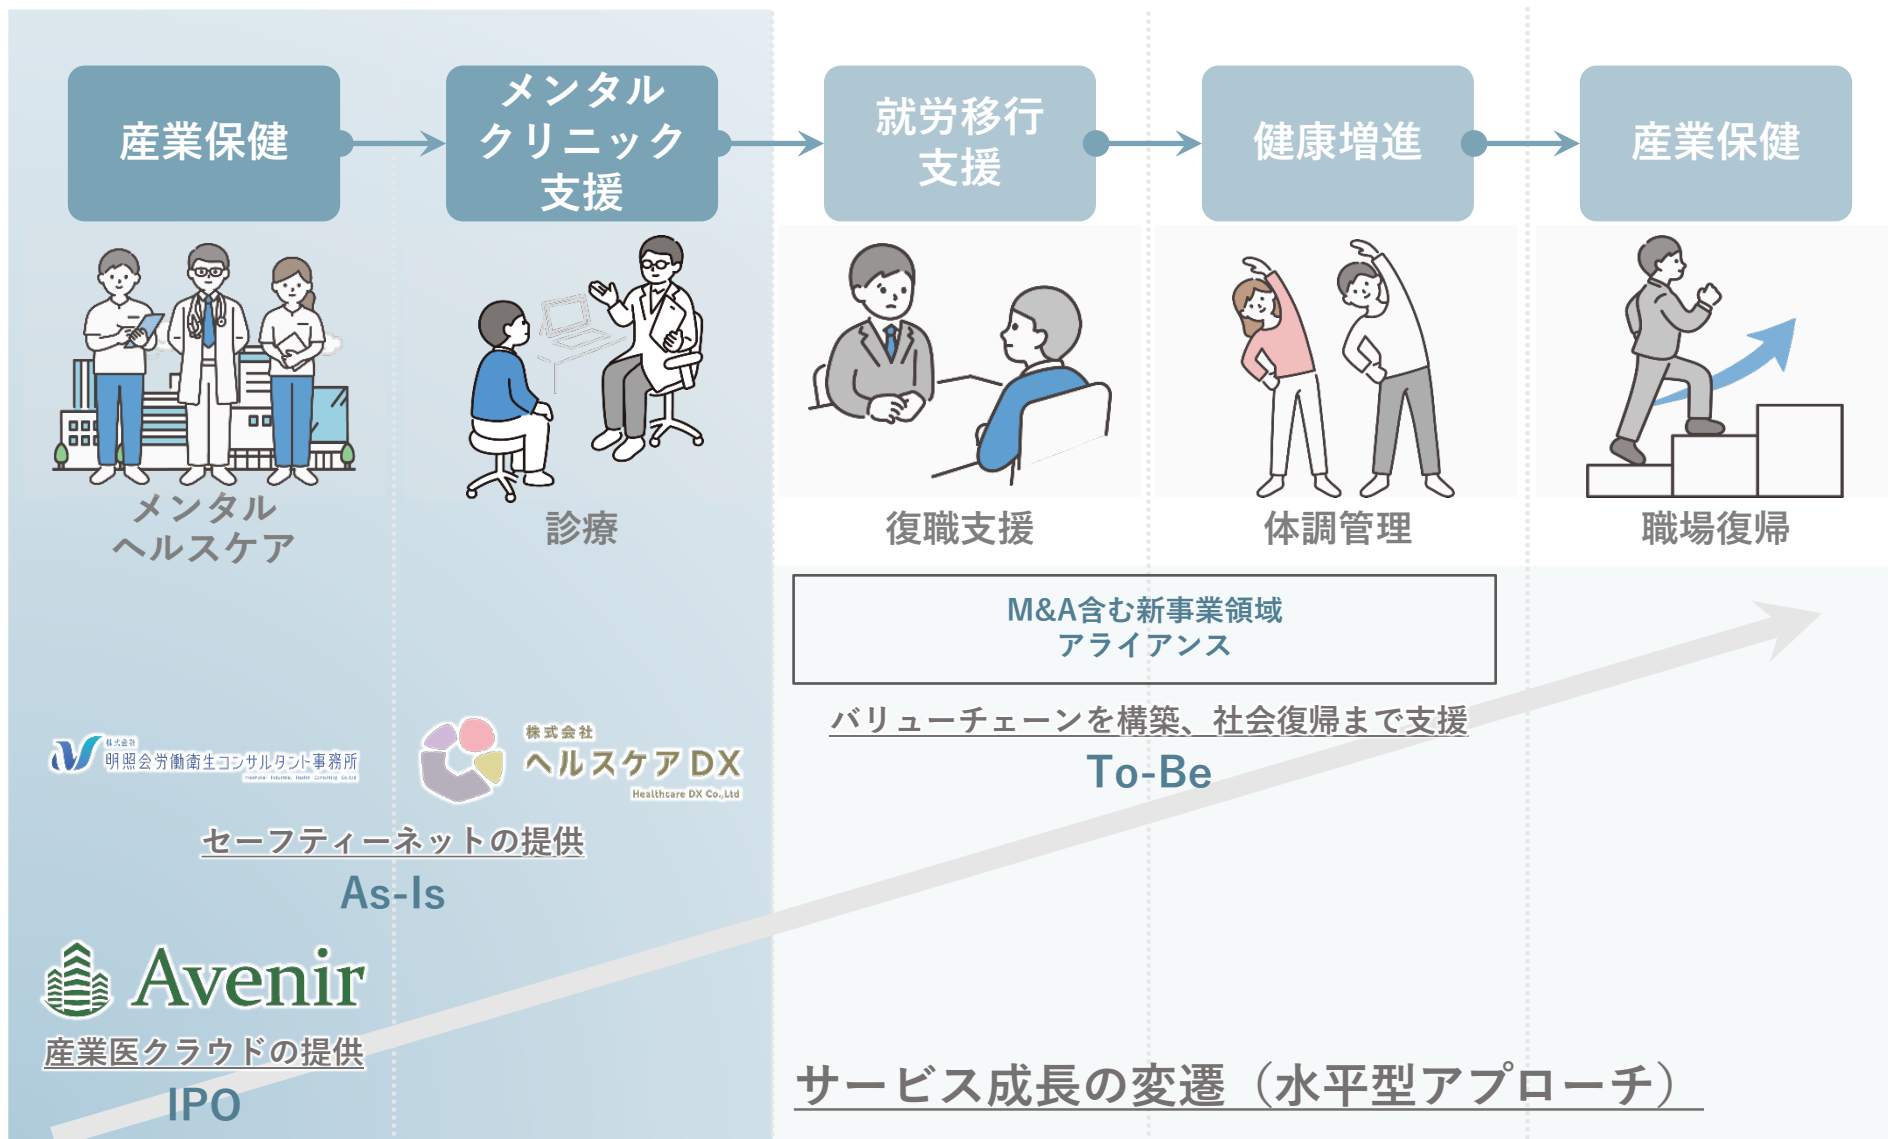 産業保健
メンタル
クリニック
支援
就労移行
支援
健康増進
産業保健
メンタル
ヘルスケア
診療
復職支援
体調管理
職場復帰
M&A含む新事業領域
アライアンス
バリューチェーンを構築、社会復帰まで支援
To-Be
株式会社
明照会労働衛生コンサルタント事務所
株式会社
ヘルスケアDX
Healthcare DX Co.,Ltd
セーフティーネットの提供
As-Is
Avenir
産業医クラウドの提供
IPO
サービス成長の変遷（水平型アプローチ）